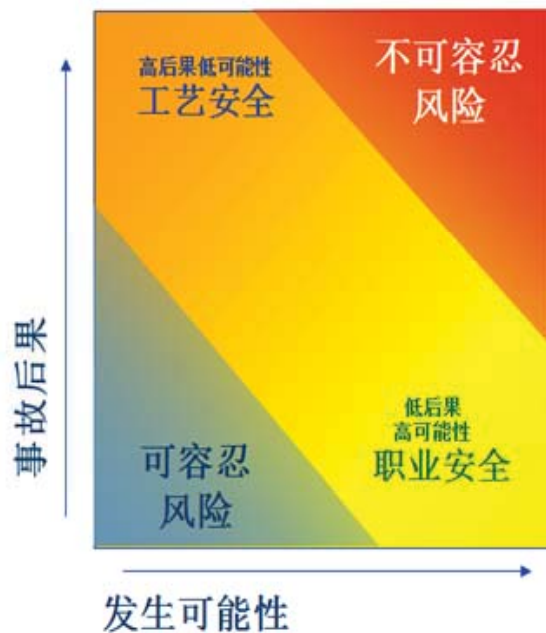 高后果低可能性
工艺安全
不可容忍
风险
事故后果
低后果
高可能性
职业安全
可容忍
风险
发生可能性